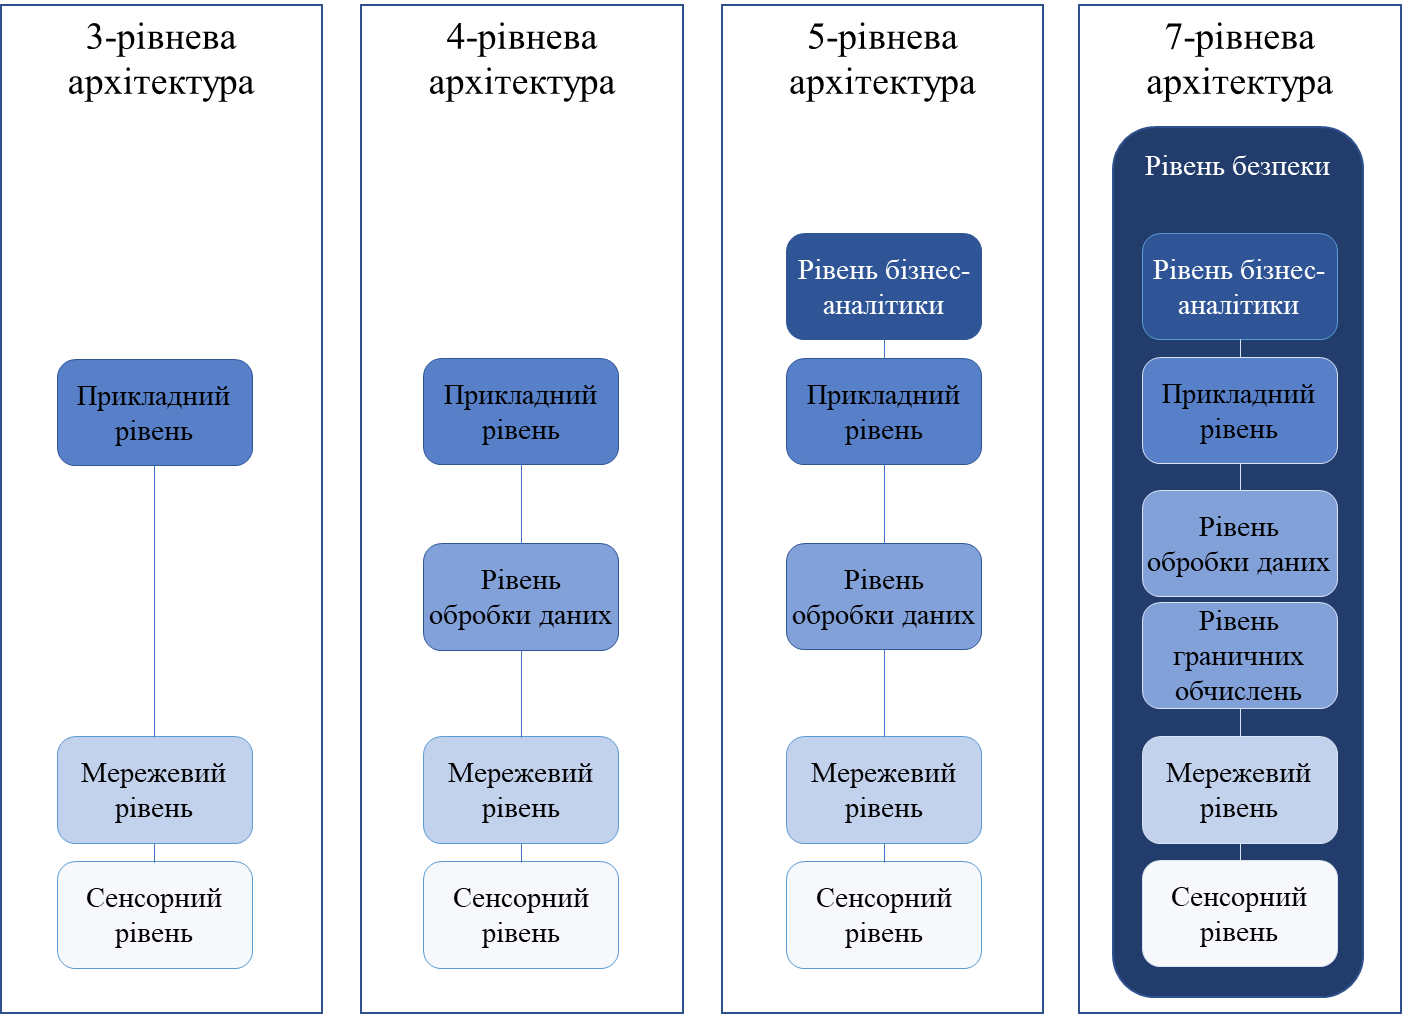 3-рівнева
архітектура
Прикладний
рівень
Мережевий
рівень
Сенсорний
рівень
4-рівнева
архітектура
Прикладний
рівень
Рівень
обробки даних
Мережевий
рівень
Сенсорний
рівень
5-рівнева
архітектура
Рівень бізнес-
аналітики
Прикладний
рівень
Рівень
обробки даних
Мережевий
рівень
Сенсорний
рівень
7-рівнева
архітектура
Рівень безпеки
Рівень бізнес-
аналітики
Прикладний
рівень
Рівень
обробки даних
Рівень
граничних
обчислень
Мережевий
рівень
Сенсорний
рівень